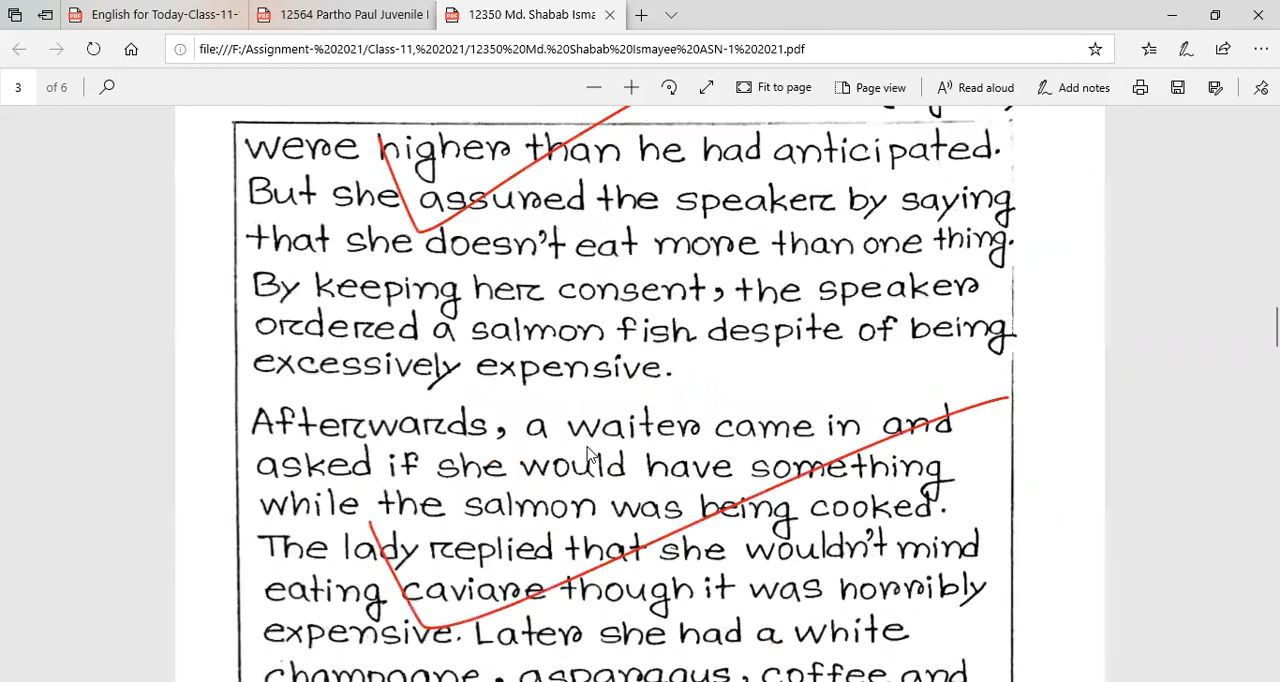 English for Today-Class-11-
12564 Partho Paul Juvenile I
12350 Md. Shabab Isma
file:///F:/Assignment-%202021/Class-11,%202021/12350%20Md.%20Shabab%20Ismayee%20ASN-1%202021.pdf
3 of 6
Fit to page
Page view
Read aloud
Add notes
were higher than he had anticipated.
But she assured the speaker by saying
that she doesn't eat more than one thing.
By keeping her consent, the speaker
ordered a salmon fish despite of being
excessively expensive.
Afterwards, a waiter came in and
asked if she would have something
while the salmon was being cooked.
The lady replied that she wouldn't mind
eating caviare though it was horribly
expensive. Later she had a white
champagne, asparagus, coffee and